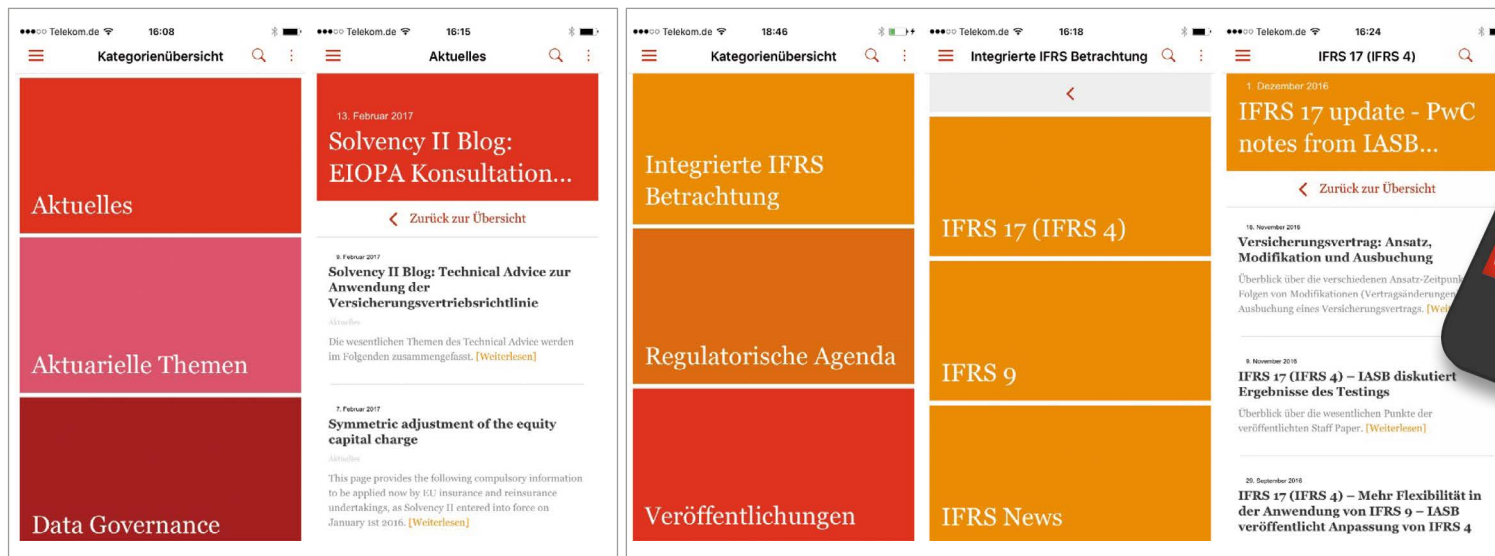 Telekom.de 16:08
Kategorienübersicht
Aktuelles
Aktuarielle Themen
Data Governance
Telekom.de 16:15
Aktuelles
13. Februar 2017
Solvency II Blog:
EIOPA Konsultation...
Zurück zur Übersicht
9. Februar 2017
Solvency II Blog: Technical Advice zur
Anwendung der
Versicherungsvertriebsrichtlinie
Aktuelles
Die wesentlichen Themen des Technical Advice werden
im Folgenden zusammengefasst. [Weiterlesen]
7. Februar 2017
Symmetric adjustment of the equity
capital charge
Aktuelles
This page provides the following compulsory information
to be applied now by EU insurance and reinsurance
undertakings, as Solvency II entered into force on
January 1st 2016. [Weiterlesen]
Telekom.de 18:46
Kategorienübersicht
Integrierte IFRS
Betrachtung
Regulatorische Agenda
Veröffentlichungen
Telekom.de 16:18
Integrierte IFRS Betrachtung
IFRS 17 (IFRS 4)
IFRS 9
IFRS News
Telekom.de 16:24
IFRS 17 (IFRS 4)
1. Dezember 2016
IFRS 17 update - PwC
notes from IASB...
Zurück zur Übersicht
18. November 2016
Versicherungsvertrag: Ansatz,
Modifikation und Ausbuchung
Überblick über die verschiedenen
Folgen von Modifikationen
Ausbuchung eines Versicherungsvertrags.
9. November 2016
IFRS 17 (IFRS 4) – IASB diskutiert
Ergebnisse des Testings
Überblick über die wesentlichen Punkte der
veröffentlichten Staff Paper. [Weiterlesen]
29. September 2016
IFRS 17 (IFRS 4) – Mehr Flexibilität in
der Anwendung von IFRS 9 – IASB
veröffentlicht Anpassung von IFRS 4